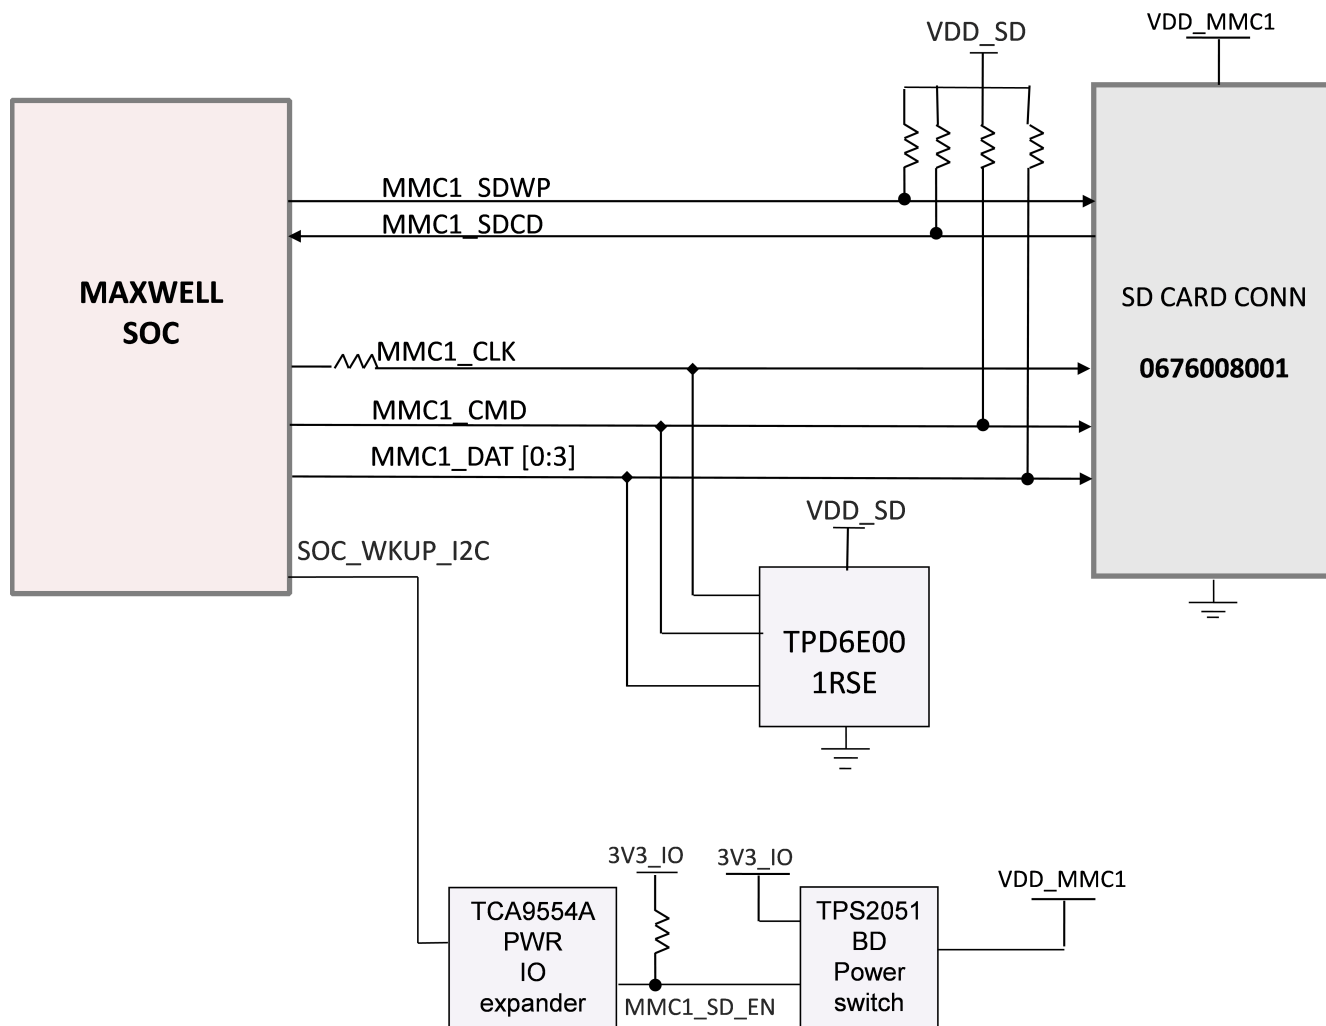 VDD_SD
VDD_MMC1
MMC1_SDWP
MMC1_SDCD
MAXWELL
SOC
SD CARD CONN
0676008001
MMC1_CLK
MMC1_CMD
MMC1_DAT [0:3]
VDD_SD
SOC_WKUP_I2C
TPD6E00
1RSE
3V3_IO
3V3_IO
VDD_MMC1
TCA9554A
PWR
IO
expander
TPS2051
BD
Power
switch
MMC1_SD_EN